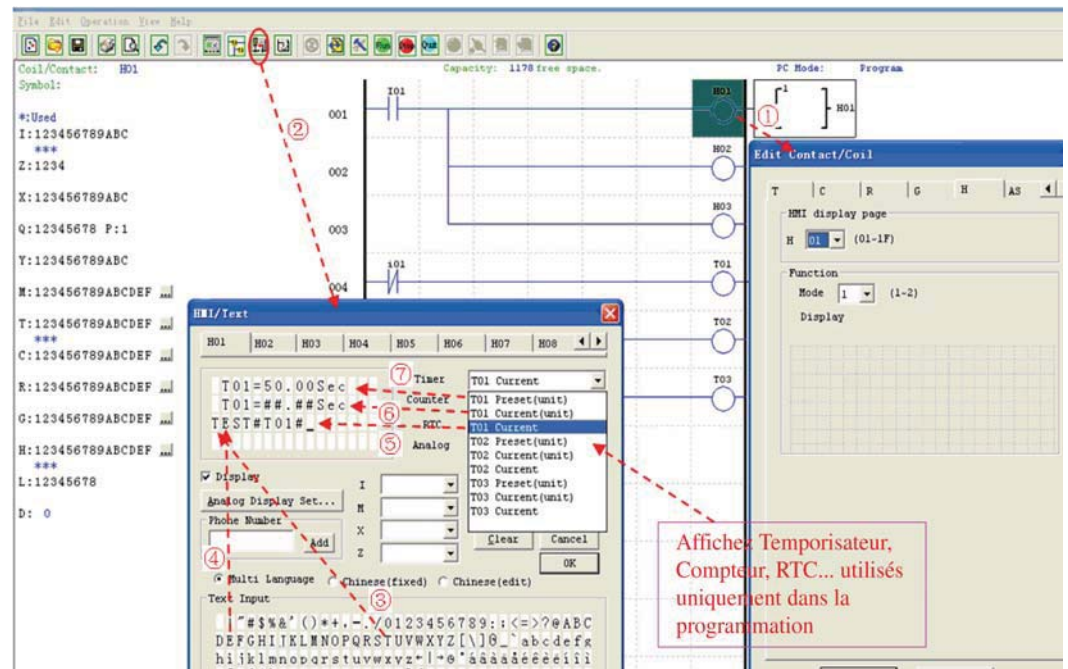 File Edit Operation View Help
Coil/Contact: H01
Capacity: 1178 free space.
PC Mode: Program
Symbol:
*:Used
I:123456789ABC
***
Z:1234
X:123456789ABC
Q:12345678 P:1
Y:123456789ABC
M:123456789ABCDEF ...
T:123456789ABCDEF ...
***
C:123456789ABCDEF ...
R:123456789ABCDEF ...
G:123456789ABCDEF ...
H:123456789ABCDEF ...
***
L:12345678
D: 0
001
002
003
004
I01
i01
H01
H02
H03
T01
T02
T03
1
H01
①
②
Edit Contact/Coil
T C R G H AS
HMI display page
H 01 (01-1F)
Function
Mode 1 (1-2)
Display
HMI/Text
H01 H02 H03 H04 H05 H06 H07 H08
T01=50.00Sec
T01=##.##Sec
TEST#T01#_
⑦
⑥
⑤
Timer
Counter
RTC
Analog
T01 Current
T01 Preset(unit)
T01 Current(unit)
T01 Current
T02 Preset(unit)
T02 Current(unit)
T02 Current
T03 Preset(unit)
T03 Current(unit)
T03 Current
Display
Analog Display Set...
Phone Number
Add
I
M
X
Z
Clear
Cancel
OK
④
Multi Language
Chinese(fixed)
Chinese(edit)
③
Text Input
"#$%&'()*+,-./0123456789:;<=>?@ABC
DEFGHIJKLMNOPQRSTUVWXYZ[\]
abcdefg
hijklmnopqrstuvwxyz
Affichez Temporisateur,
Compteur, RTC... utilisés
uniquement dans la
programmation